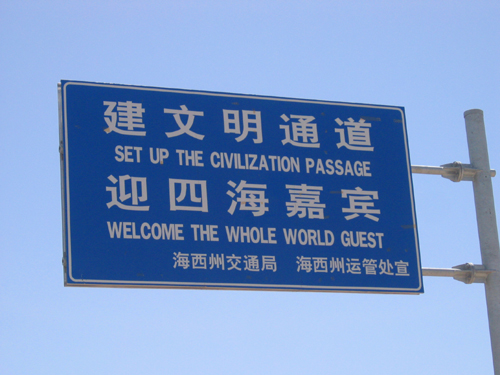 建文明通道
SET UP THE CIVILIZATION PASSAGE
迎四海嘉宾
WELCOME THE WHOLE WORLD GUEST
海西州交通局 海西州运管处宣